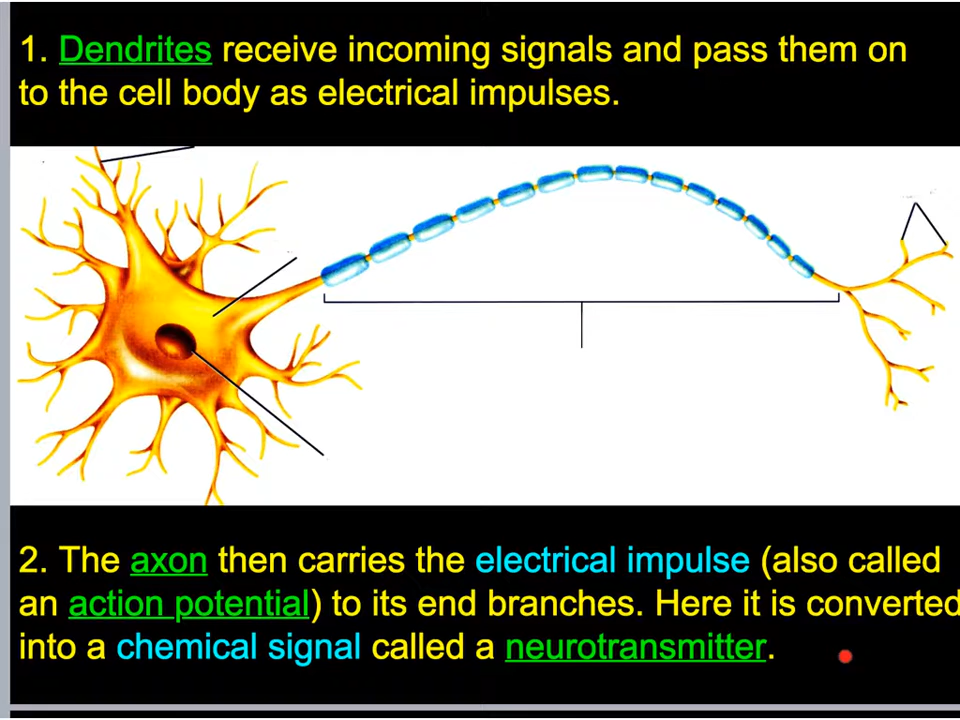 1. Dendrites receive incoming signals and pass them on
to the cell body as electrical impulses.
2. The axon then carries the electrical impulse (also called
an action potential) to its end branches. Here it is converted
into a chemical signal called a neurotransmitter.